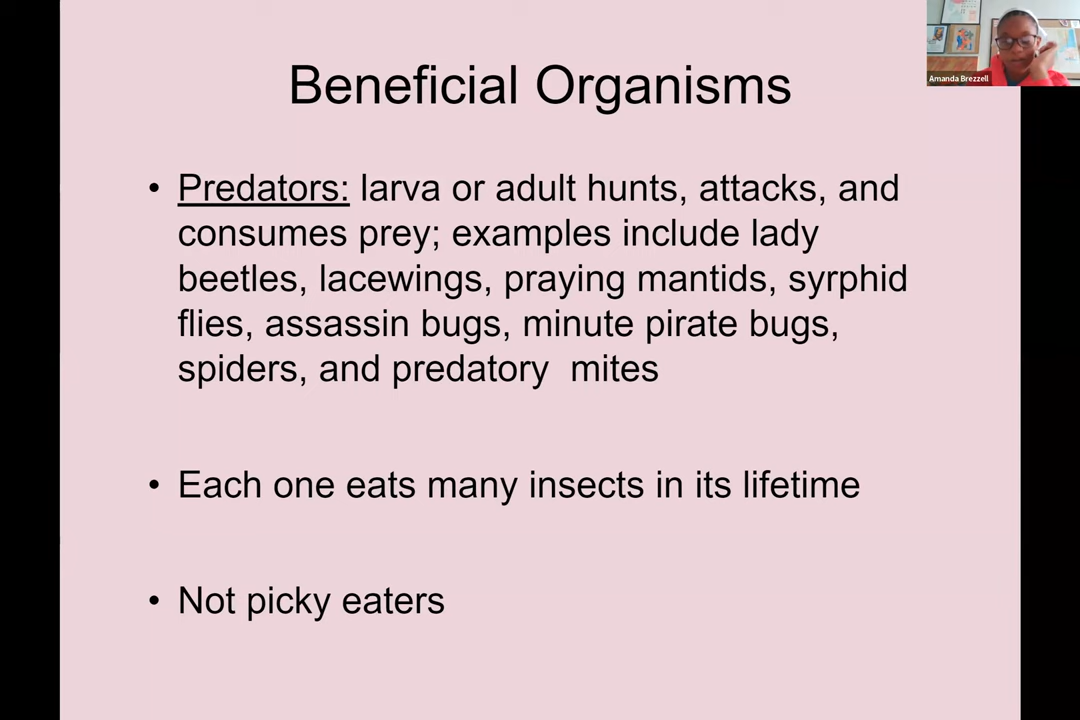 Beneficial Organisms
Amanda Brezzell
• Predators: larva or adult hunts, attacks, and
consumes prey; examples include lady
beetles, lacewings, praying mantids, syrphid
flies, assassin bugs, minute pirate bugs,
spiders, and predatory  mites
• Each one eats many insects in its lifetime
• Not picky eaters